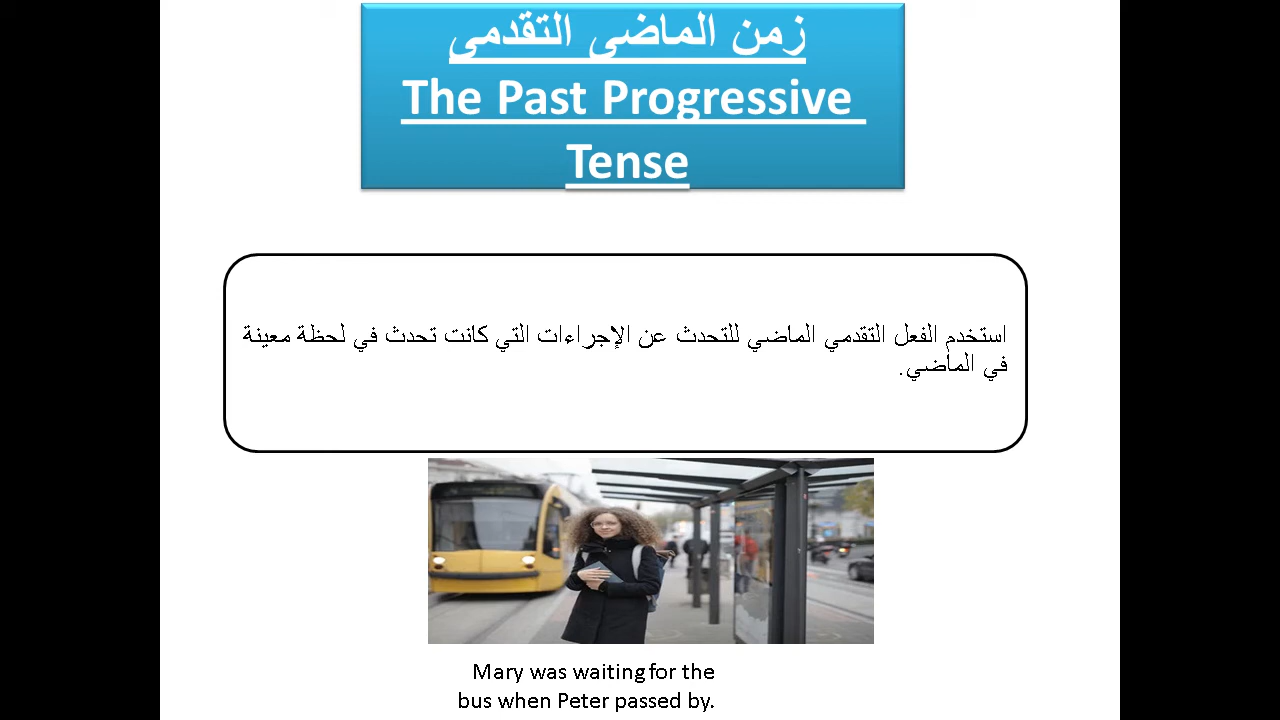 زمن الماضى التقدمى
The Past Progressive
Tense
استخدم الفعل التقدمي الماضي للتحدث عن الإجراءات التي كانت تحدث في لحظة معينة
في الماضي.
Mary was waiting for the
bus when Peter passed by.